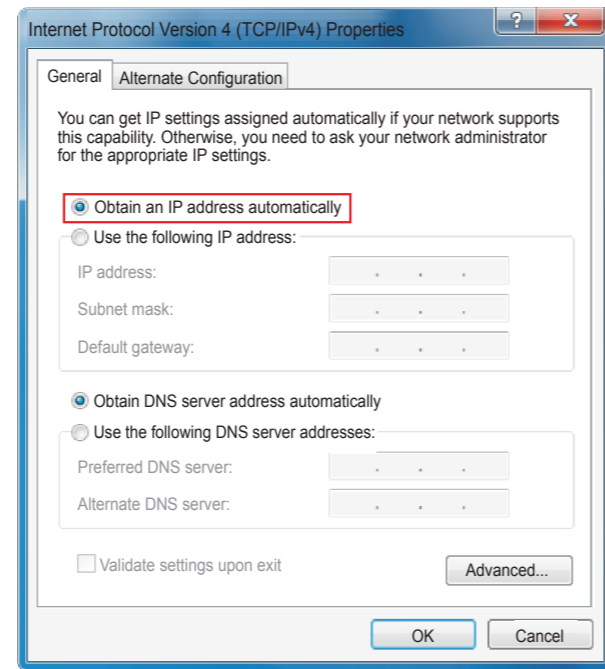 Internet Protocol Version 4 (TCP/IPv4) Properties
?
X
General
Alternate Configuration
You can get IP settings assigned automatically if your network supports
this capability. Otherwise, you need to ask your network administrator
for the appropriate IP settings.
Obtain an IP address automatically
Use the following IP address:
IP address:
Subnet mask:
Default gateway:
Obtain DNS server address automatically
Use the following DNS server addresses:
Preferred DNS server:
Alternate DNS server:
Validate settings upon exit
Advanced...
OK
Cancel